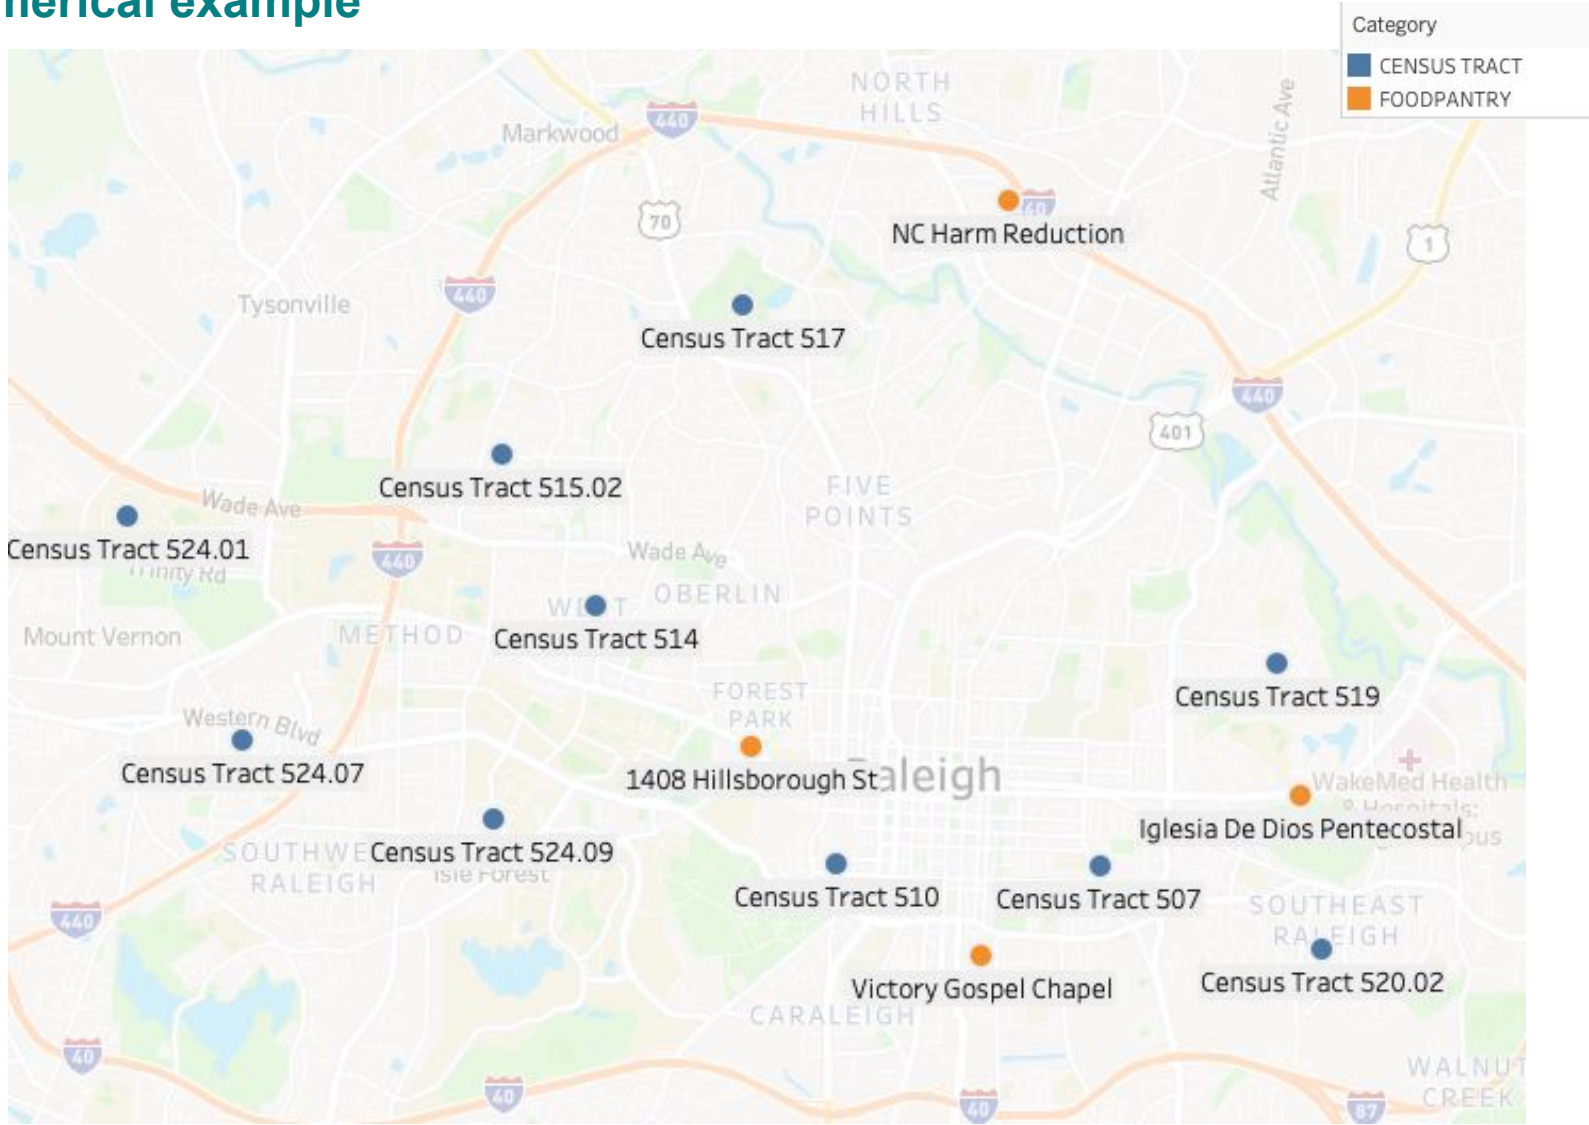 example
Category
CENSUS TRACT
FOODPANTRY
NORTH
HILLS
Atlantic Ave
440
Markwood
70
NC Harm Reduction
1
440
Tysonville
Census Tract 517
440
401
Census Tract 515.02
FIVE
POINTS
Wade Ave
Census Tract 524.01
440
Wade Ave
Trinity Rd
OBERLIN
Mount Vernon
METHOD
Census Tract 514
Census Tract 519
FOREST
PARK
Western Blvd
Census Tract 524.07
1408 Hillsborough St
WakeMed Health
& Hospitals:
Iglesia De Dios Pentecostal
Census Tract 524.09
RALEIGH
Isle Forest
Census Tract 510
Census Tract 507
SOUTHEAST
RALEIGH
440
Victory Gospel Chapel
Census Tract 520.02
CARALEIGH
40
WALNUT
CREEK
40
40
87